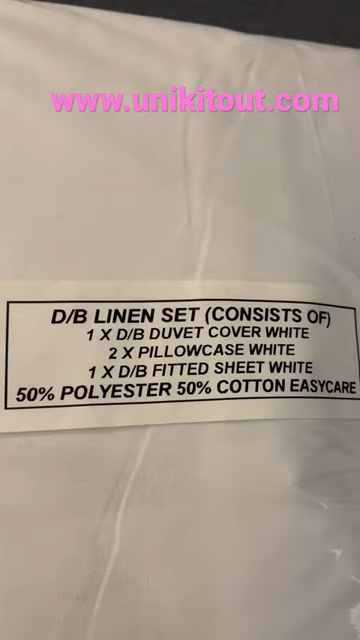 www.unikitout.com
D/B LINEN SET (CONSISTS OF)
1 X D/B DUVET COVER WHITE
2 X PILLOWCASE WHITE
1 X D/B FITTED SHEET WHITE
50% POLYESTER 50% COTTON EASYCARE